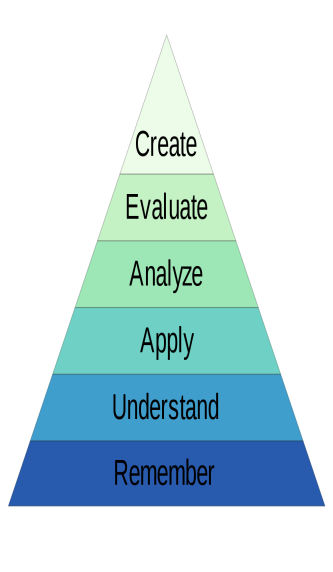 Create
Evaluate
Analyze
Apply
Understand
Remember